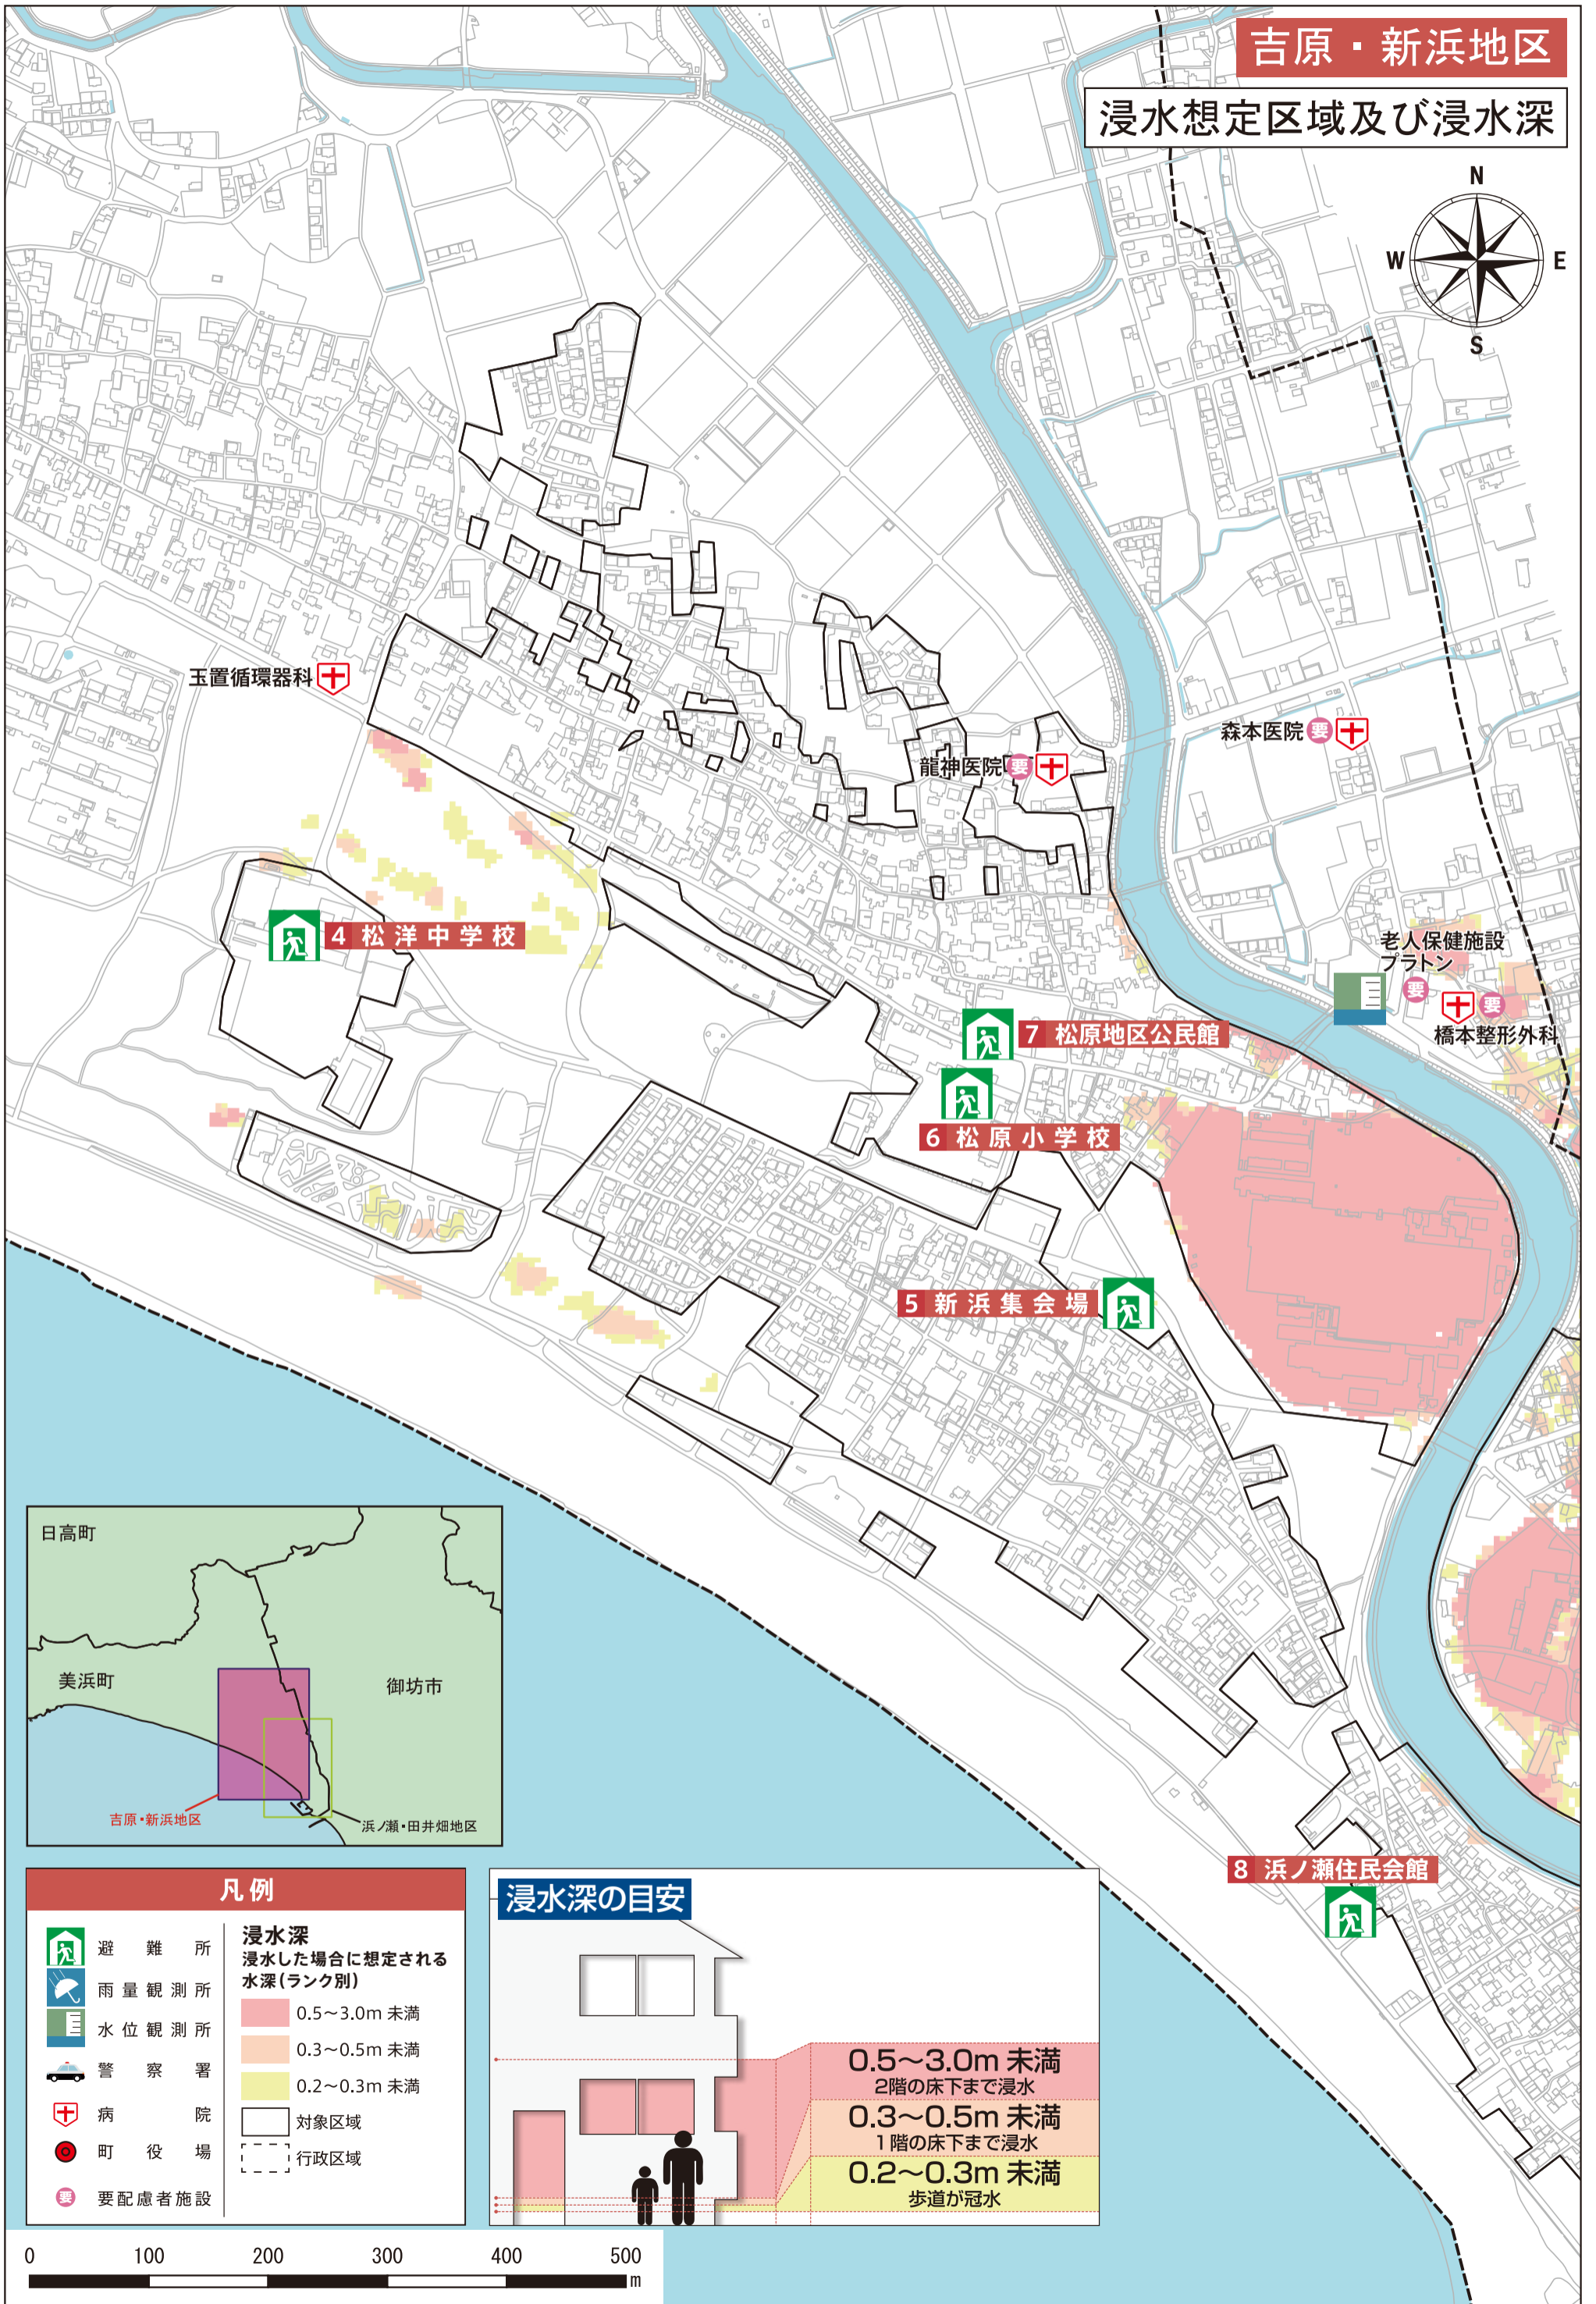 吉原・新浜地区
浸水想定区域及び浸水深
N
W
E
S
玉置循環器科
森本医院 要
龍神医院 要
4 松洋中学校
老人保健施設
プラトン
要
要
橋本整形外科
7 松原地区公民館
6 松原小学校
5 新浜集会場
8 浜ノ瀬住民会館
日高町
美浜町
御坊市
吉原・新浜地区
浜ノ瀬・田井畑地区
凡例
避難所
雨量観測所
水位観測所
警察署
病院
町役場
要 要配慮者施設
浸水深
浸水した場合に想定される
水深(ランク別)
0.5～3.0m 未満
0.3～0.5m 未満
0.2～0.3m 未満
対象区域
行政区域
浸水深の目安
0.5～3.0m 未満
2階の床下まで浸水
0.3～0.5m 未満
1階の床下まで浸水
0.2～0.3m 未満
歩道が冠水
0 100 200 300 400 500
m